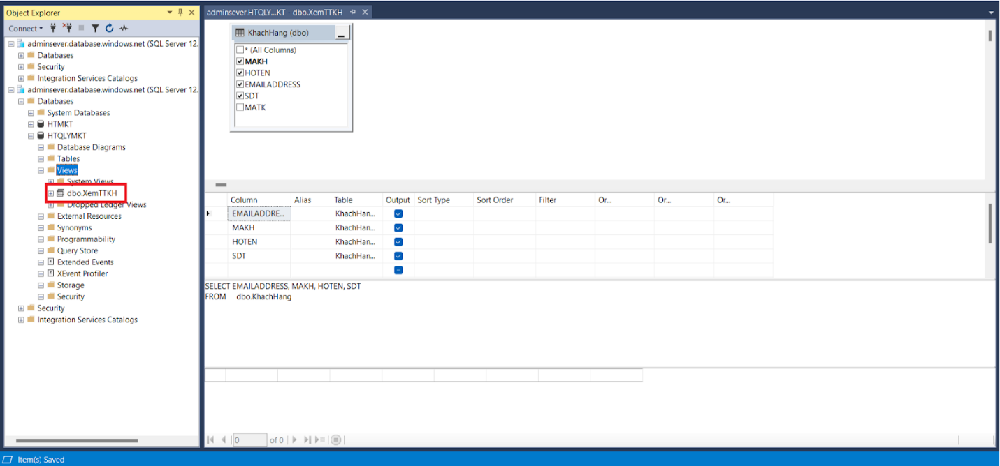 Object Explorer
Connect
adminsever.database.windows.net (SQL Server 12.
Databases
Security
Integration Services Catalogs
adminsever.database.windows.net (SQL Server 12.
Databases
System Databases
HTMKT
HTQLYMKT
Database Diagrams
Tables
Views
System Views
dbo.XemTTKH
Dropped Ledger Views
External Resources
Synonyms
Programmability
Query Store
Extended Events
XEvent Profiler
Storage
Security
Security
Integration Services Catalogs
adminsever.HTQLY...KT - dbo.XemTTKH
KhachHang (dbo)
* (All Columns)
MAKH
HOTEN
EMAILADDRESS
SDT
MATK
Column Alias Table Output Sort Type Sort Order Filter Or... Or... Or...
EMAILADDRE... KhachHan...
MAKH KhachHan...
HOTEN KhachHan...
SDT KhachHan...
SELECT EMAILADDRESS, MAKH, HOTEN, SDT
FROM dbo.KhachHang
0 of 0
Item(s) Saved